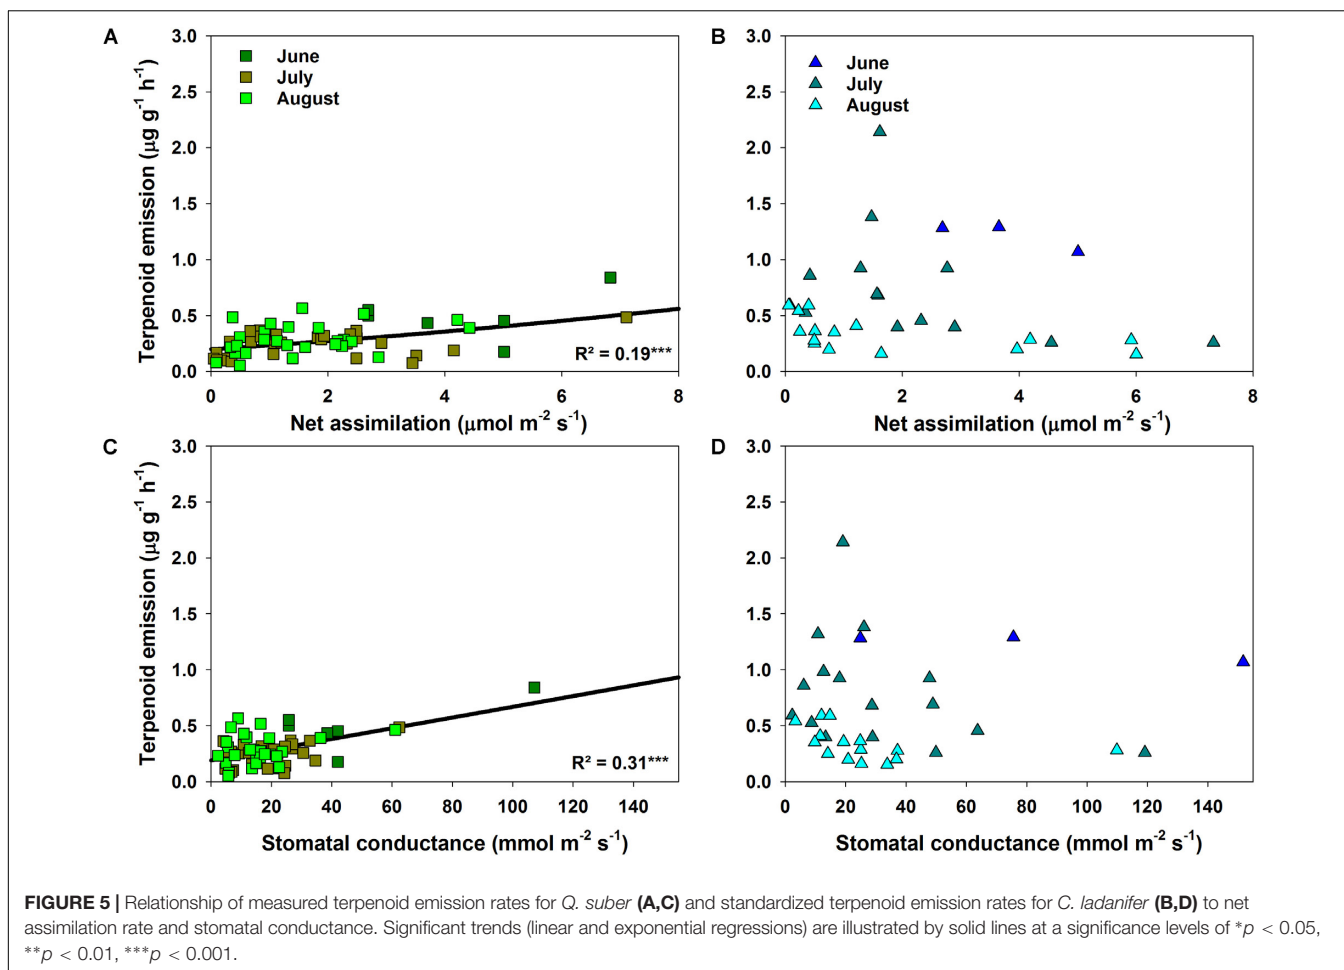 A
3.0
2.5
2.0
1.5
1.0
0.5
0.0
Terpenoid emission (μg g⁻¹ h⁻¹)
June
July
August
R² = 0.19***
0 2 4 6 8
Net assimilation (μmol m⁻² s⁻¹)
B
3.0
2.5
2.0
1.5
1.0
0.5
0.0
June
July
August
0 2 4 6 8
Net assimilation (μmol m⁻² s⁻¹)
C
3.0
2.5
2.0
1.5
1.0
0.5
0.0
Terpenoid emission (μg g⁻¹ h⁻¹)
R² = 0.31***
0 20 40 60 80 100 120 140
Stomatal conductance (mmol m⁻² s⁻¹)
D
3.0
2.5
2.0
1.5
1.0
0.5
0.0
0 20 40 60 80 100 120 140
Stomatal conductance (mmol m⁻² s⁻¹)
FIGURE 5 | Relationship of measured terpenoid emission rates for Q. suber (A,C) and standardized terpenoid emission rates for C. ladanifer (B,D) to net
assimilation rate and stomatal conductance. Significant trends (linear and exponential regressions) are illustrated by solid lines at a significance levels of *p < 0.05,
**p < 0.01, ***p < 0.001.